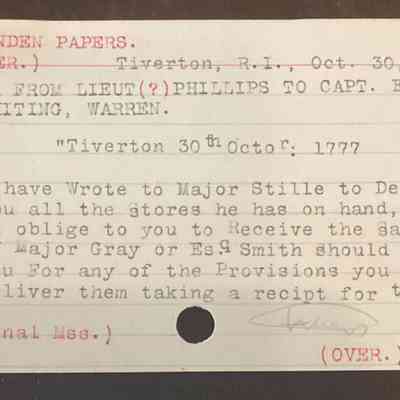 NDEN PAPERS.
ER.) Tiverton, R.I., Oct. 30,
FROM LIEUT(?)PHILLIPS TO CAPT. E
ITING, WARREN.
"Tiverton 30th Octor: 1777
have Wrote to Major Stille to De
ou all the Stores he has on hand,
oblige to you to Receive the Sa
Major Gray or Esq Smith should
u For any of the Provisions you
liver them taking a recipt for t
nal Mss.)
(OVER.)